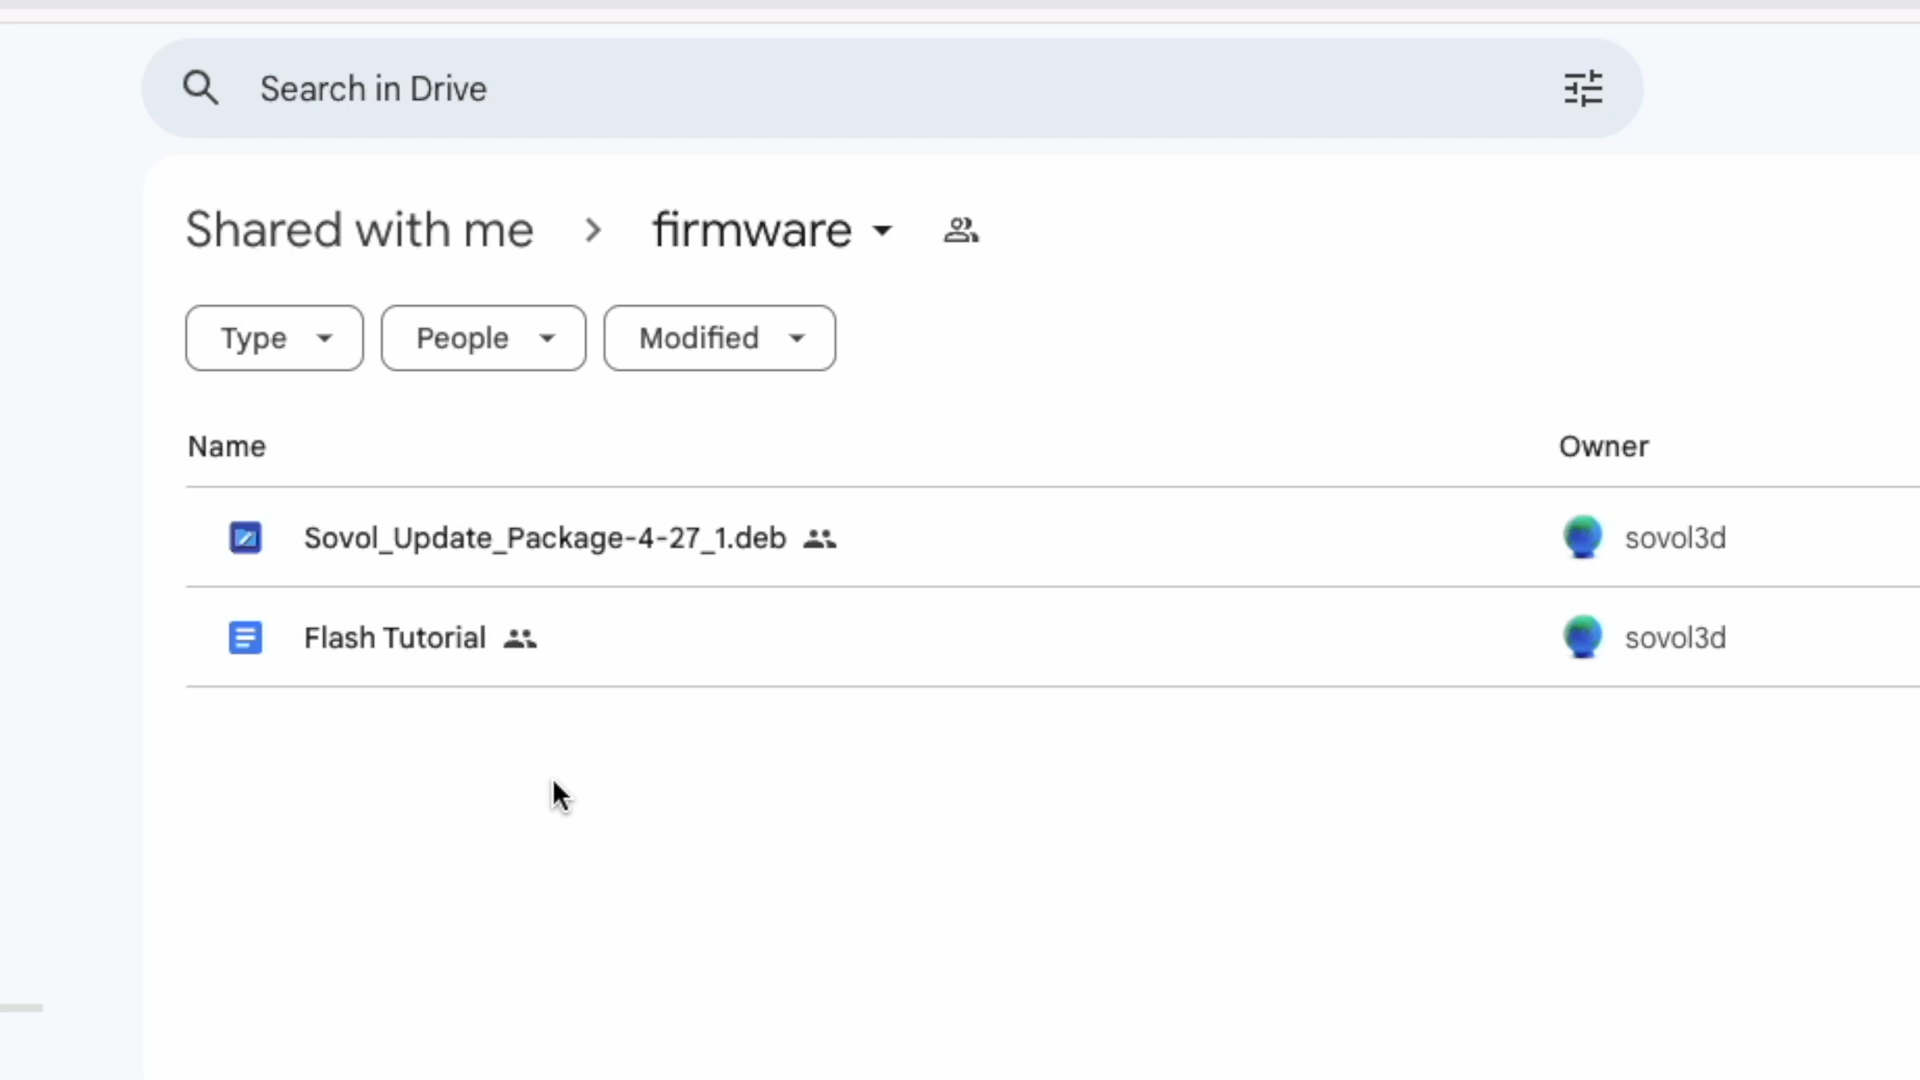 Search in Drive
Shared with me > firmware
Type People Modified
Name Owner
Sovol_Update_Package-4-27_1.deb sovol3d
Flash Tutorial sovol3d